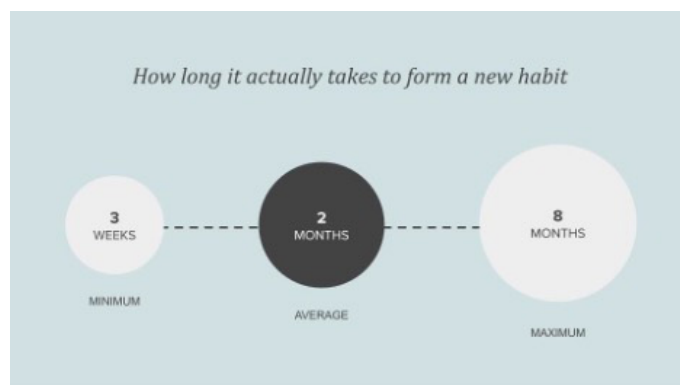 How long it actually takes to form a new habit
3
WEEKS
MINIMUM
2
MONTHS
AVERAGE
8
MONTHS
MAXIMUM